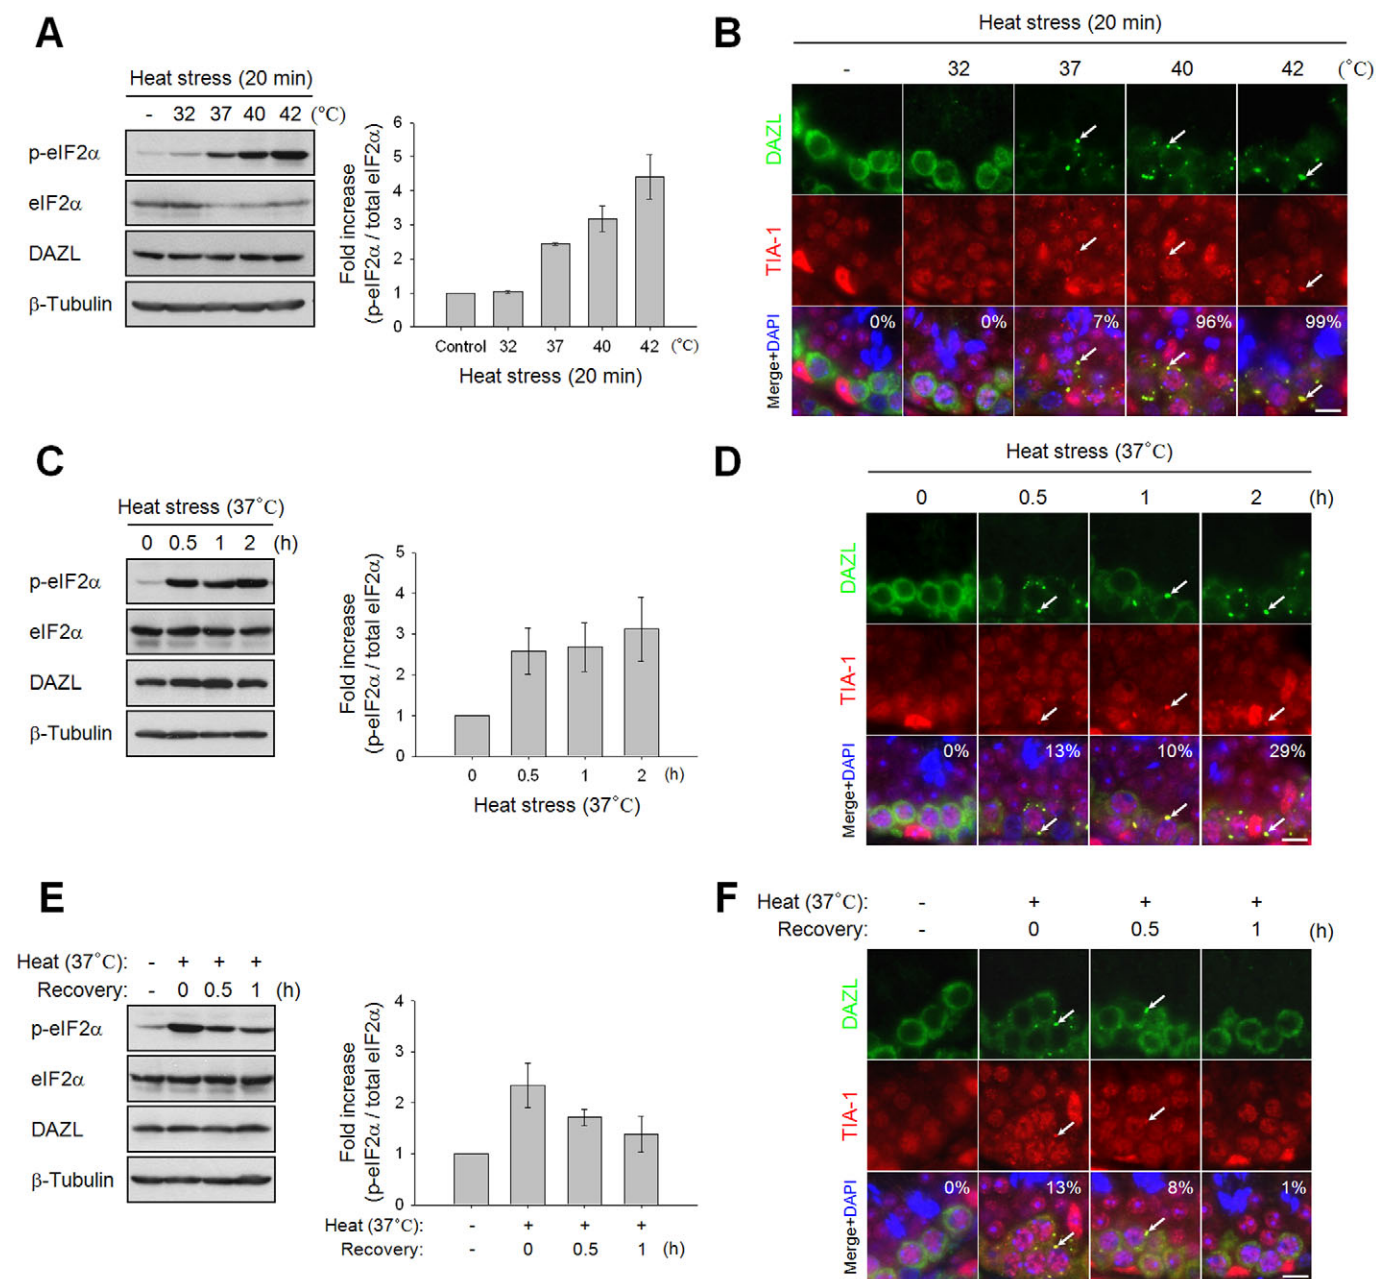 A
Heat stress (20 min)
- 32 37 40 42 (°C)
p-eIF2α
eIF2α
DAZL
β-Tubulin
Fold increase
(p-eIF2α / total eIF2α)
6
5
4
3
2
1
0
Control 32 37 40 42 (°C)
Heat stress (20 min)
B
Heat stress (20 min)
- 32 37 40 42 (°C)
DAZL
TIA-1
Merge+DAPI
0% 0% 7% 96% 99%
C
Heat stress (37°C)
0 0.5 1 2 (h)
p-eIF2α
eIF2α
DAZL
β-Tubulin
Fold increase
(p-eIF2α / total eIF2α)
5
4
3
2
1
0
0 0.5 1 2 (h)
Heat stress (37°C)
D
Heat stress (37°C)
0 0.5 1 2 (h)
DAZL
TIA-1
Merge+DAPI
0% 13% 10% 29%
E
Heat (37°C): - + + +
Recovery: - 0 0.5 1 (h)
p-eIF2α
eIF2α
DAZL
β-Tubulin
Fold increase
(p-eIF2α / total eIF2α)
4
3
2
1
0
Heat (37°C): - + + +
Recovery: - 0 0.5 1 (h)
F
Heat (37°C): - + + +
Recovery: - 0 0.5 1 (h)
DAZL
TIA-1
Merge+DAPI
0% 13% 8% 1%